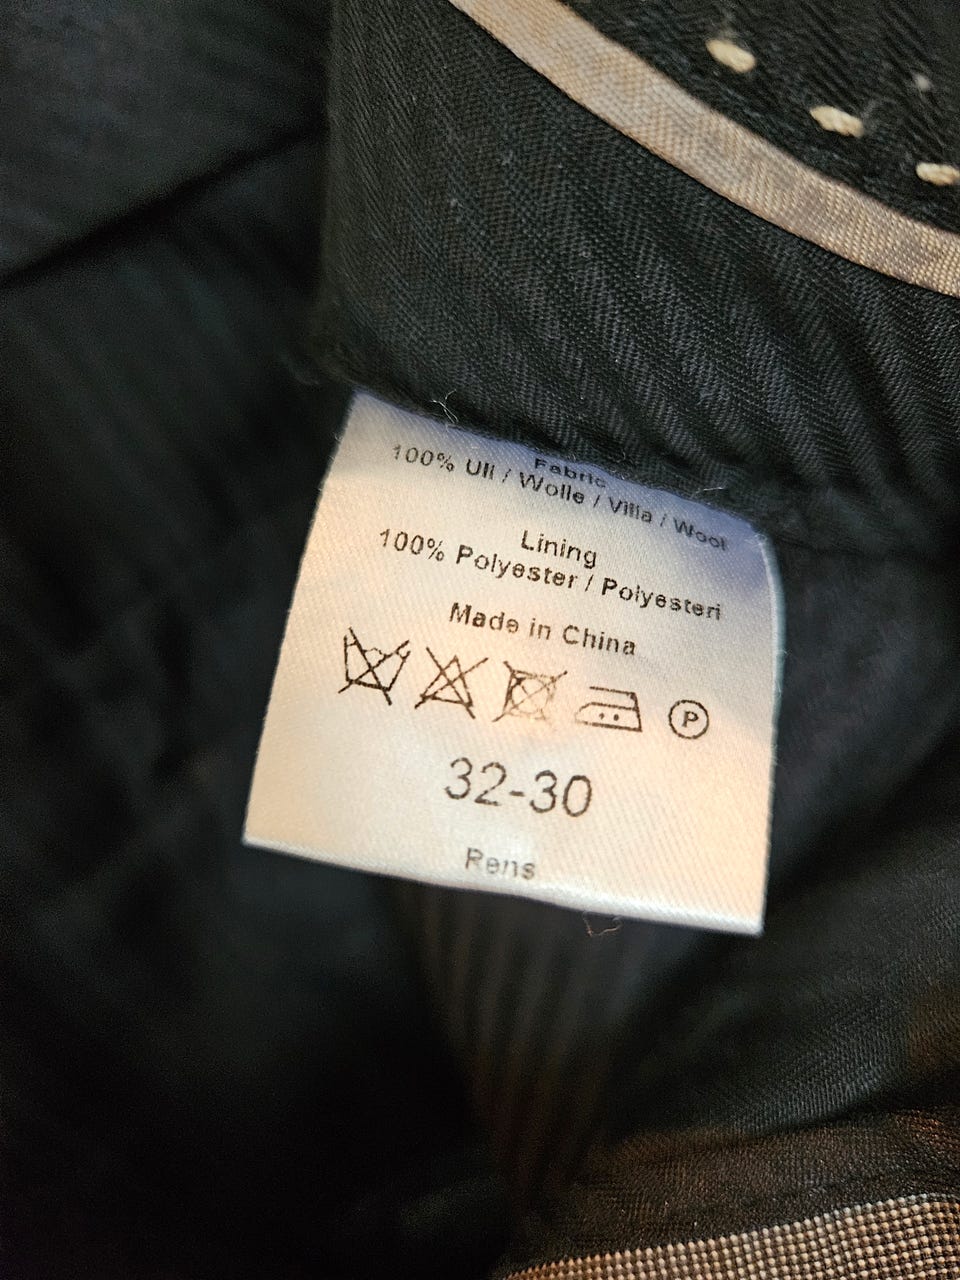 Fabric
100% Ull / Wolle / Villa / Wool
Lining
100% Polyester / Polyesteri
Made in China
P
32-30
Rens